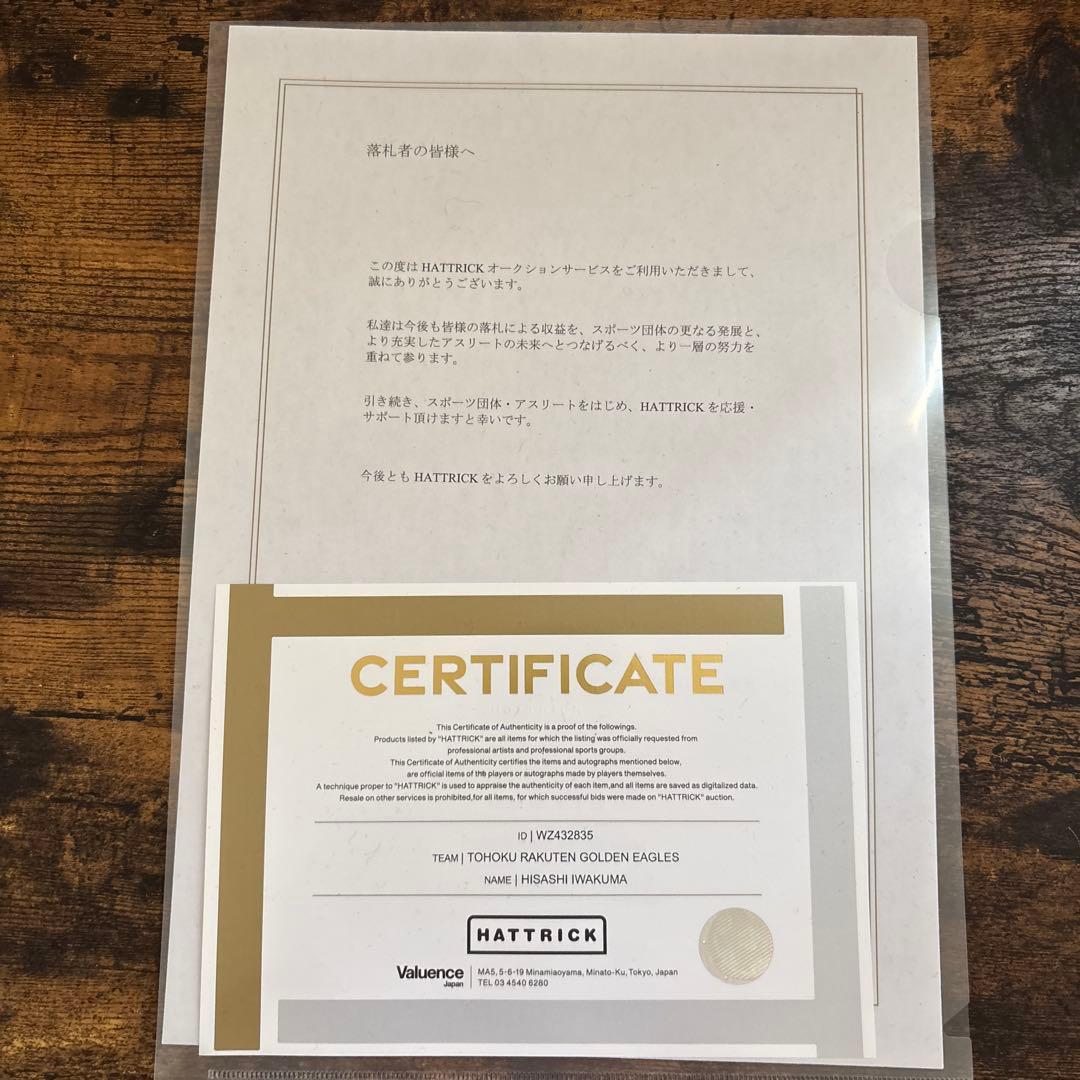 落札者の皆様へ
この度は HATTRICK オークションサービスをご利用いただきまして、
誠にありがとうございます。
私達は今後も皆様の落札による収益を、スポーツ団体の更なる発展と、
より充実したアスリートの未来へとつなげるべく、より一層の努力を
重ねて参ります。
引き続き、スポーツ団体・アスリートをはじめ、HATTRICK を応援・
サポート頂けますと幸いです。
今後とも HATTRICK をよろしくお願い申し上げます。
CERTIFICATE
This Certificate of Authenticity is a proof of the followings.
Products listed by "HATTRICK" are all items for which the listing was officially requested from
professional artists and professional sports groups.
This Certificate of Authenticity certifies the items and autographs mentioned below,
are official items of the players or autographs made by players themselves.
A technique proper to "HATTRICK" is used to appraise the authenticity of each item,and all items are saved as digitalized data.
Resale on other services is prohibited,for all items, for which successful bids were made on "HATTRICK" auction.
ID | WZ432835
TEAM | TOHOKU RAKUTEN GOLDEN EAGLES
NAME | HISASHI IWAKUMA
HATTRICK
Valuence Japan
MA5, 5-6-19 Minamiaoyama, Minato-Ku, Tokyo, Japan
TEL 03 4540 6280